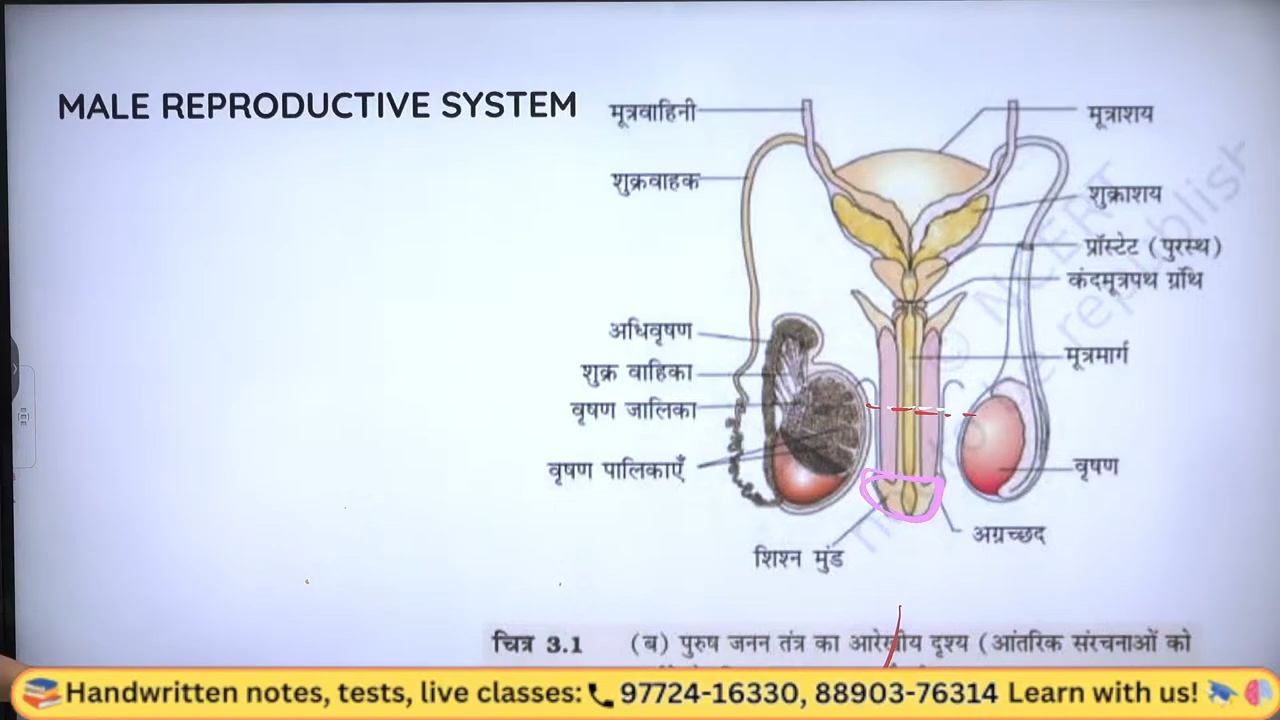 MALE REPRODUCTIVE SYSTEM
मूत्रवाहिनी
मूत्राशय
शुक्रवाहक
शुक्राशय
प्रॉस्टेट (पुरस्थ)
कंदमूत्रपथ ग्रंथि
अधिवृषण
मूत्रमार्ग
शुक्र वाहिका
वृषण जालिका
वृषण पालिकाएँ
वृषण
अग्रच्छद
शिश्न मुंड
© NCERT
चित्र 3.1 (ब) पुरुष जनन तंत्र का आरेखीय दृश्य (आंतरिक संरचनाओं को
Handwritten notes, tests, live classes: 97724-16330, 88903-76314 Learn with us!